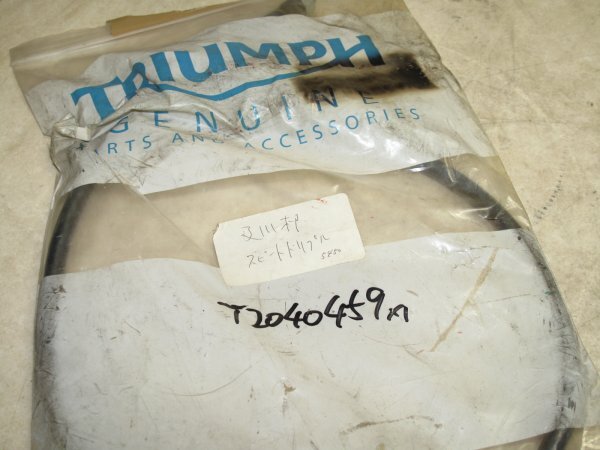 TRIUMPH
GENUINE
PARTS AND ACCESSORIES
スピードトリプル
T2040459